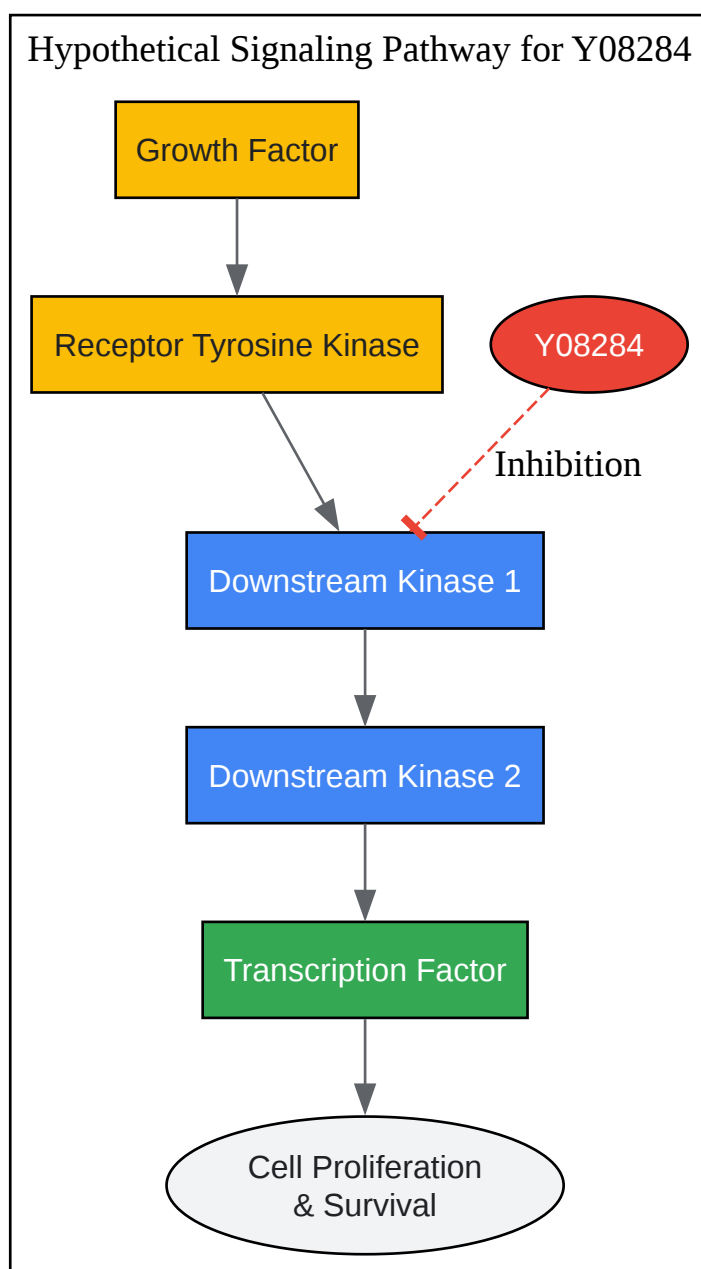 Hypothetical Signaling Pathway for Y08284
Growth Factor
Receptor Tyrosine Kinase
Y08284
Inhibition
Downstream Kinase 1
Downstream Kinase 2
Transcription Factor
Cell Proliferation
& Survival